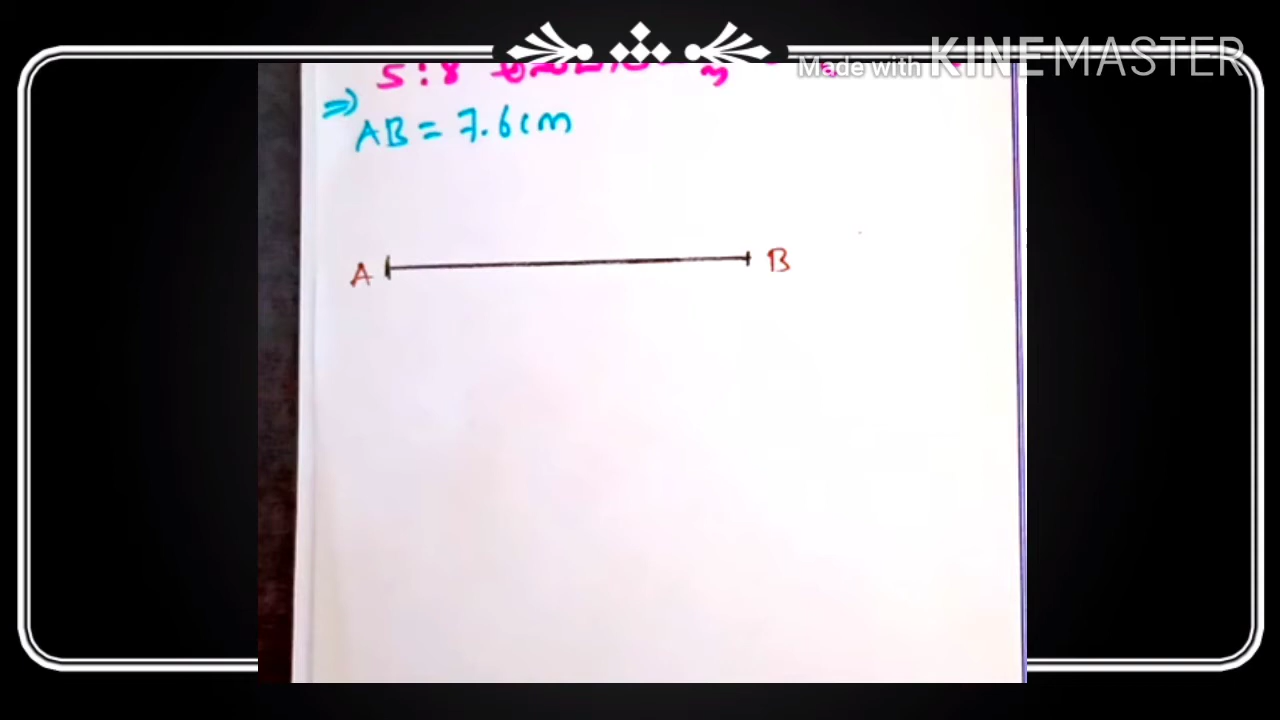 Made with KINEMASTER
5:8
⇒
AB = 7.6cm
A B